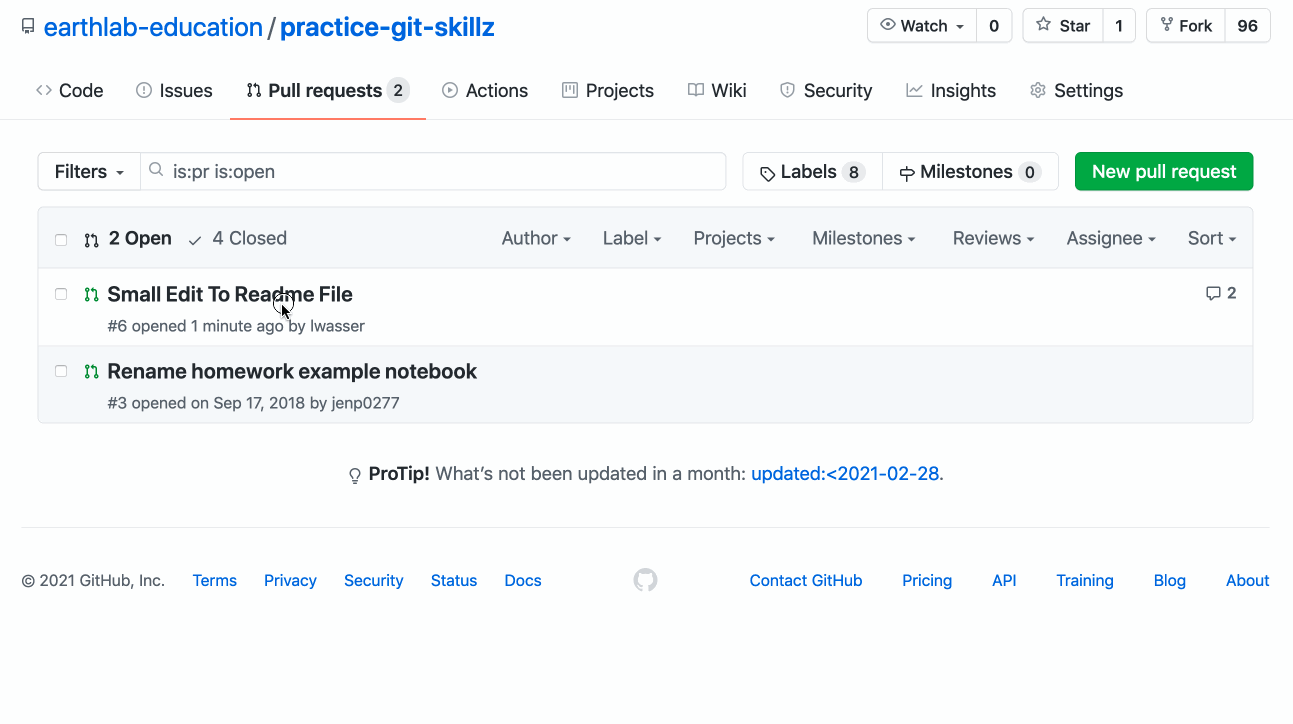 earthlab-education / practice-git-skillz Watch 0 Star 1 Fork 96
Code Issues Pull requests 2 Actions Projects Wiki Security Insights Settings
Filters is:pr is:open Labels 8 Milestones 0 New pull request
2 Open 4 Closed Author Label Projects Milestones Reviews Assignee Sort
Small Edit To Readme File 2
#6 opened 1 minute ago by lwasser
Rename homework example notebook
#3 opened on Sep 17, 2018 by jenp0277
ProTip! What’s not been updated in a month: updated:<2021-02-28.
© 2021 GitHub, Inc. Terms Privacy Security Status Docs Contact GitHub Pricing API Training Blog About